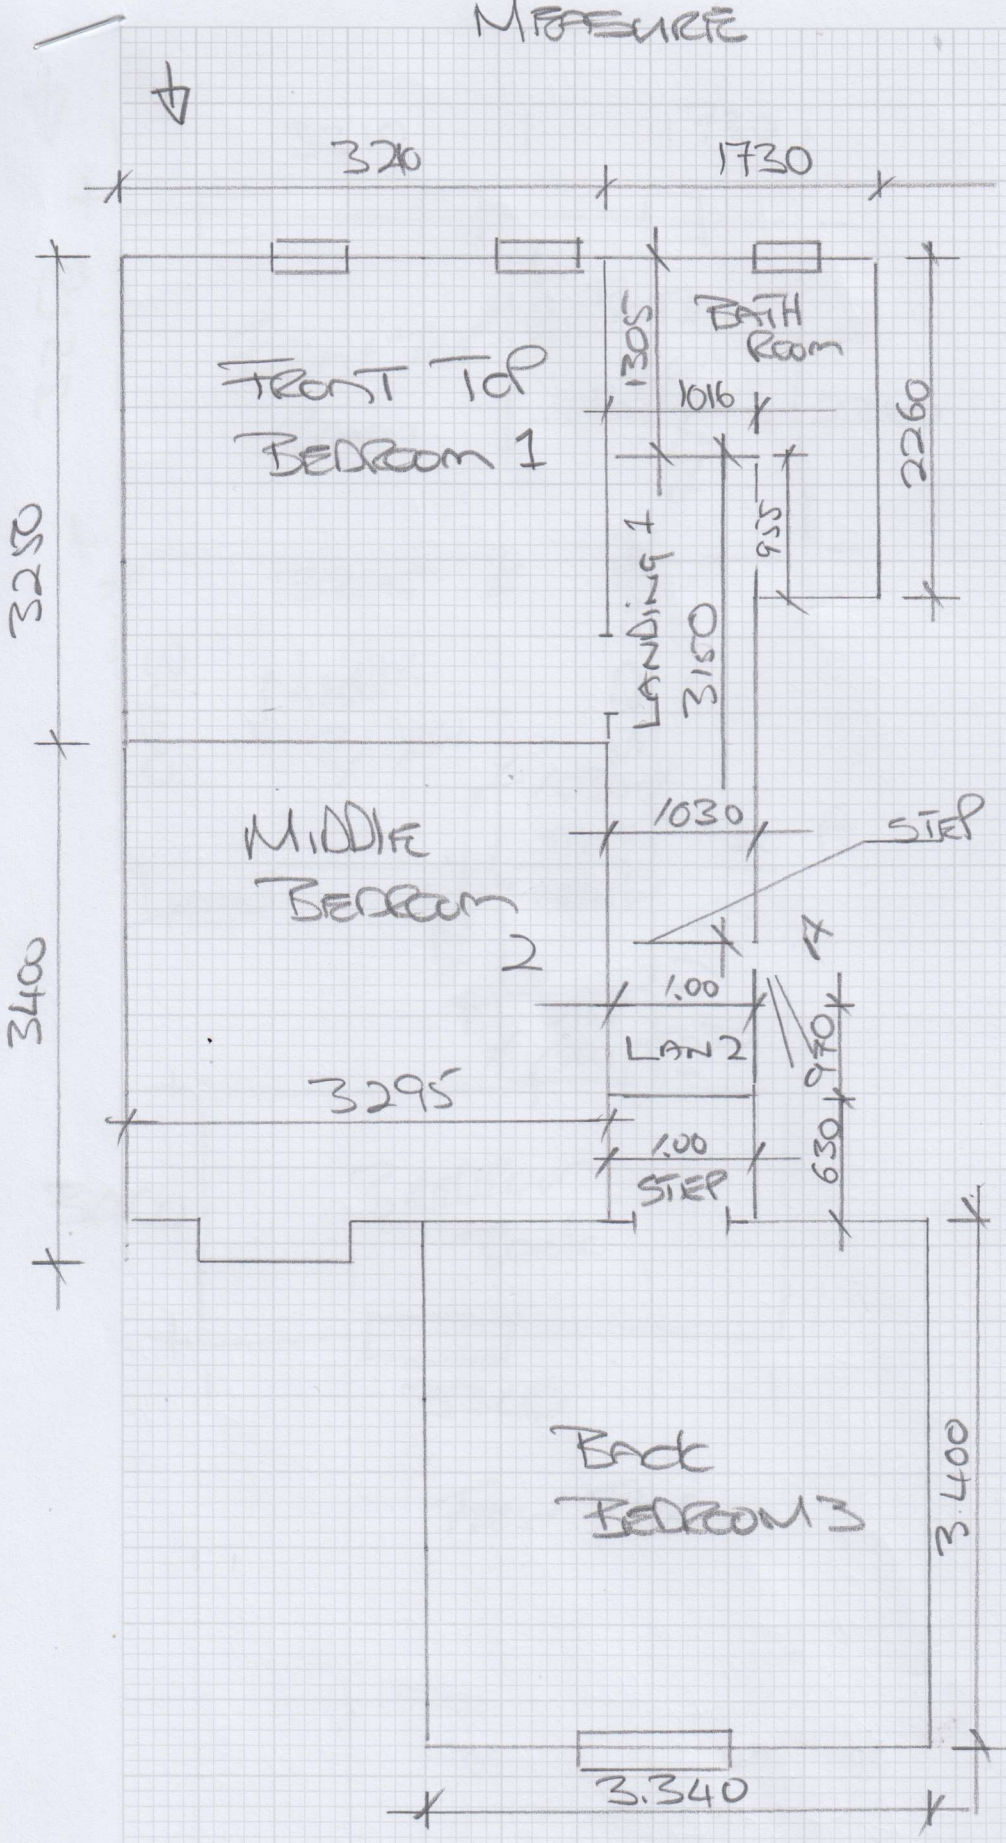 MEASURE
3210
1730
FRONT TOP
BEDROOM 1
1305
BATH
ROOM
1016
2260
3250
LANDING 1
955
3150
MIDDLE
BEDROOM
2
1030
STEP
3400
1.00
LAN 2
970
3295
1.00
STEP
630
BACK
BEDROOM 3
3.400
3.340